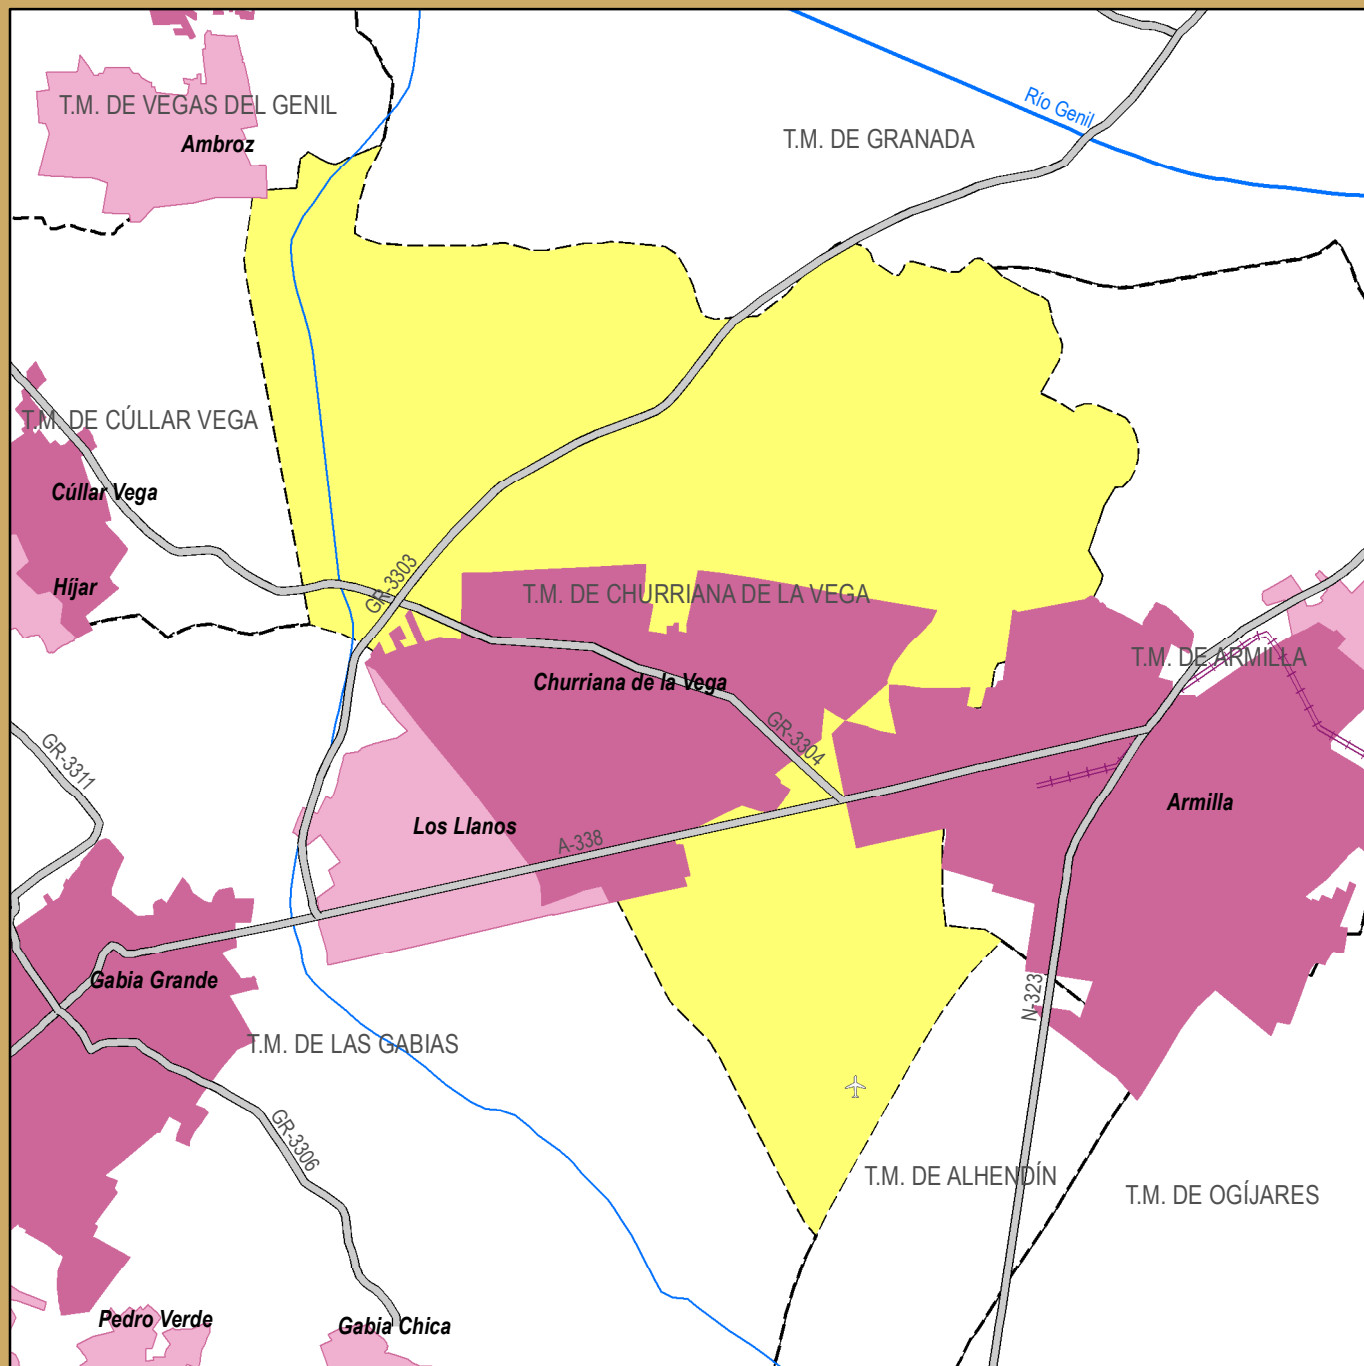 Río Genil
T.M. DE VEGAS DEL GENIL
T.M. DE GRANADA
Ambroz
T.M. DE CÚLLAR VEGA
Cúllar Vega
GR-3303
Híjar
T.M. DE CHURRIANA DE LA VEGA
T.M. DE ARMILLA
Churriana de la Vega
GR-3304
GR-3311
Armilla
Los Llanos
A-338
Gabia Grande
N-323
T.M. DE LAS GABIAS
GR-3306
T.M. DE ALHENDÍN
T.M. DE OGÍJARES
Pedro Verde
Gabia Chica